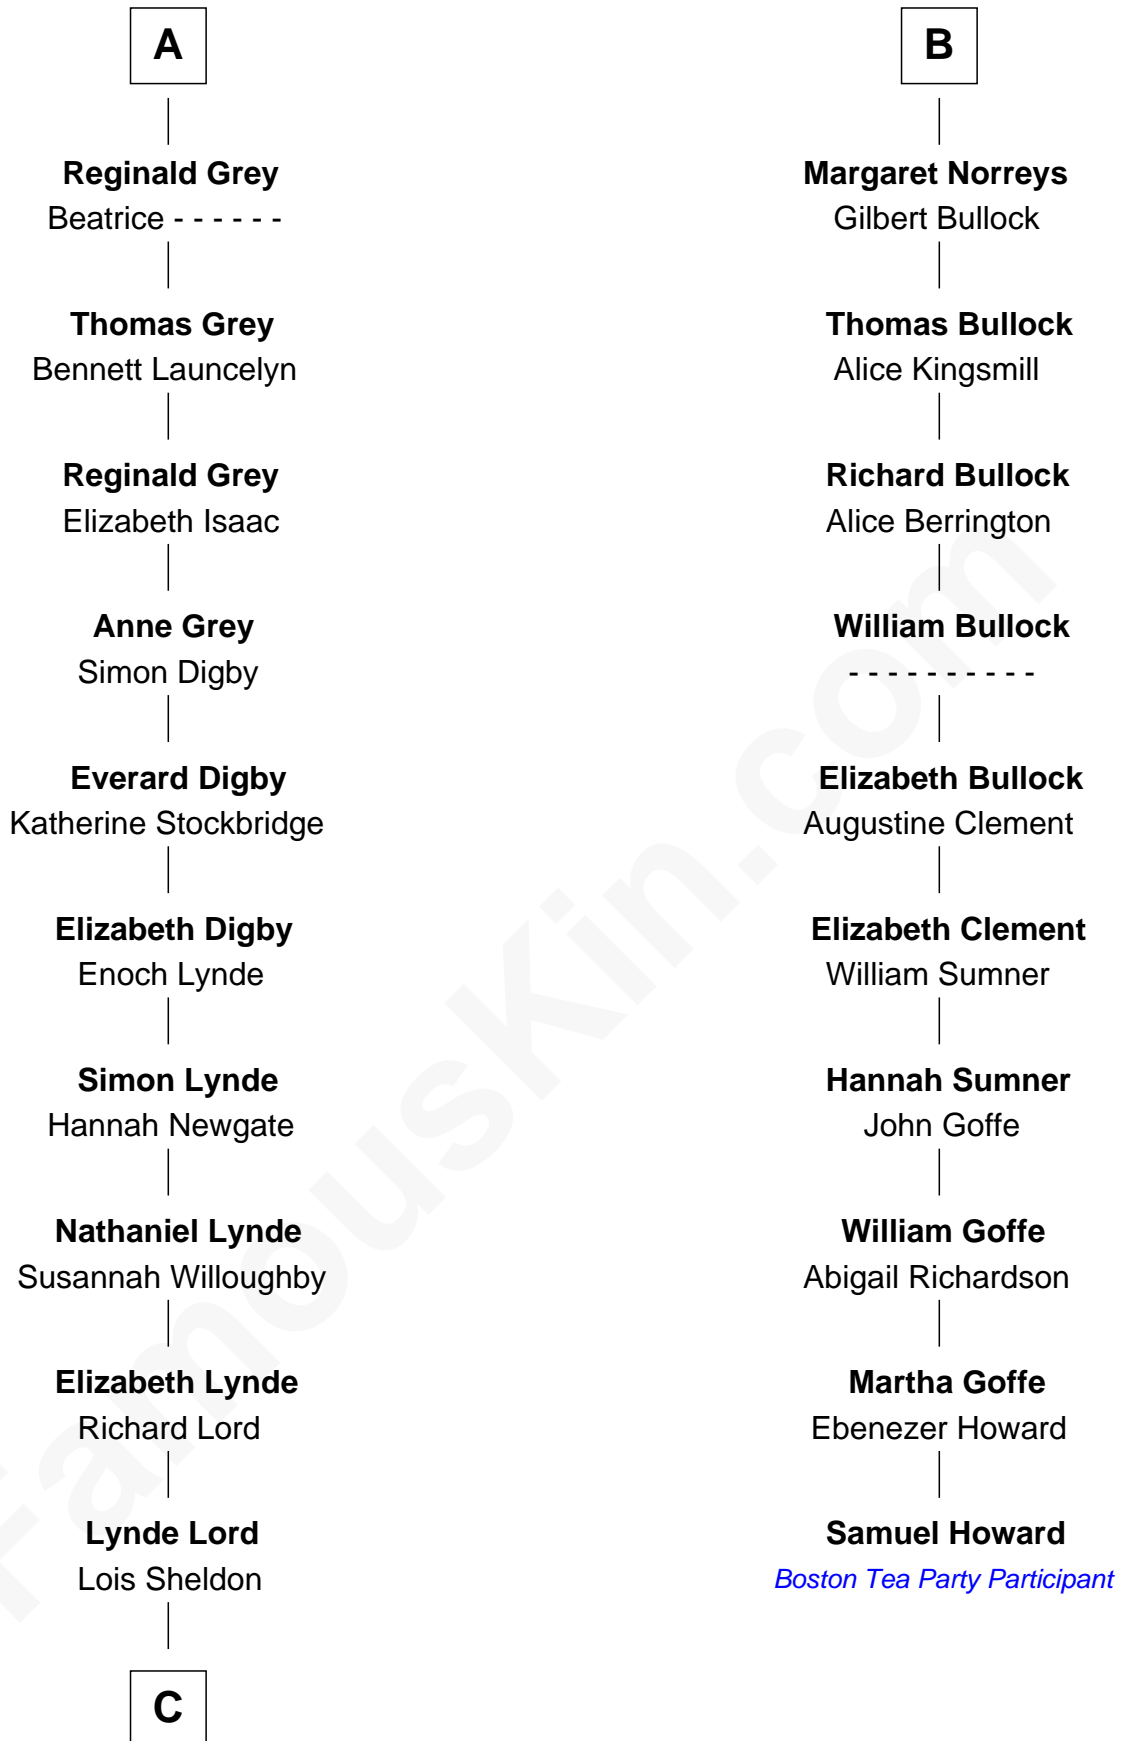 A
Reginald Grey
Beatrice - - - - - -
Thomas Grey
Bennett Launcelyn
Reginald Grey
Elizabeth Isaac
Anne Grey
Simon Digby
Everard Digby
Katherine Stockbridge
Elizabeth Digby
Enoch Lynde
Simon Lynde
Hannah Newgate
Nathaniel Lynde
Susannah Willoughby
Elizabeth Lynde
Richard Lord
Lynde Lord
Lois Sheldon
C
B
Margaret Norreys
Gilbert Bullock
Thomas Bullock
Alice Kingsmill
Richard Bullock
Alice Berrington
William Bullock
- - - - - - - - - -
Elizabeth Bullock
Augustine Clement
Elizabeth Clement
William Sumner
Hannah Sumner
John Goffe
William Goffe
Abigail Richardson
Martha Goffe
Ebenezer Howard
Samuel Howard
Boston Tea Party Participant
FamousKin.com